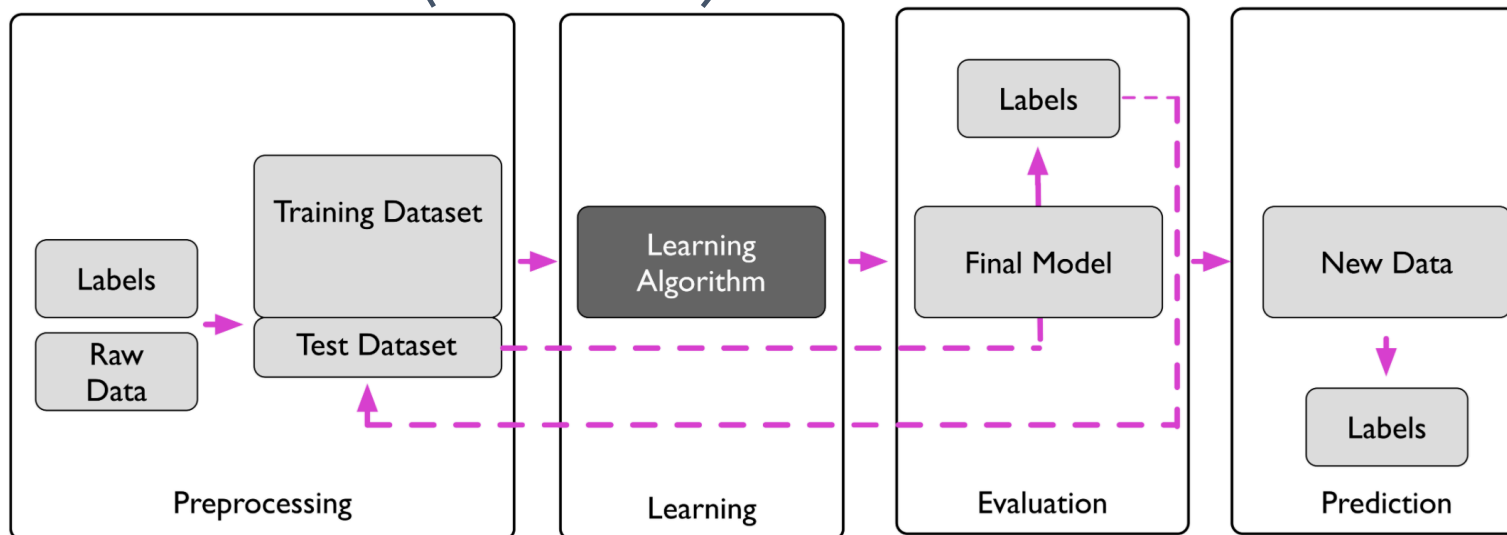 Labels
Raw
Data
Training Dataset
Test Dataset
Preprocessing
Learning
Algorithm
Learning
Labels
Final Model
Evaluation
New Data
Labels
Prediction